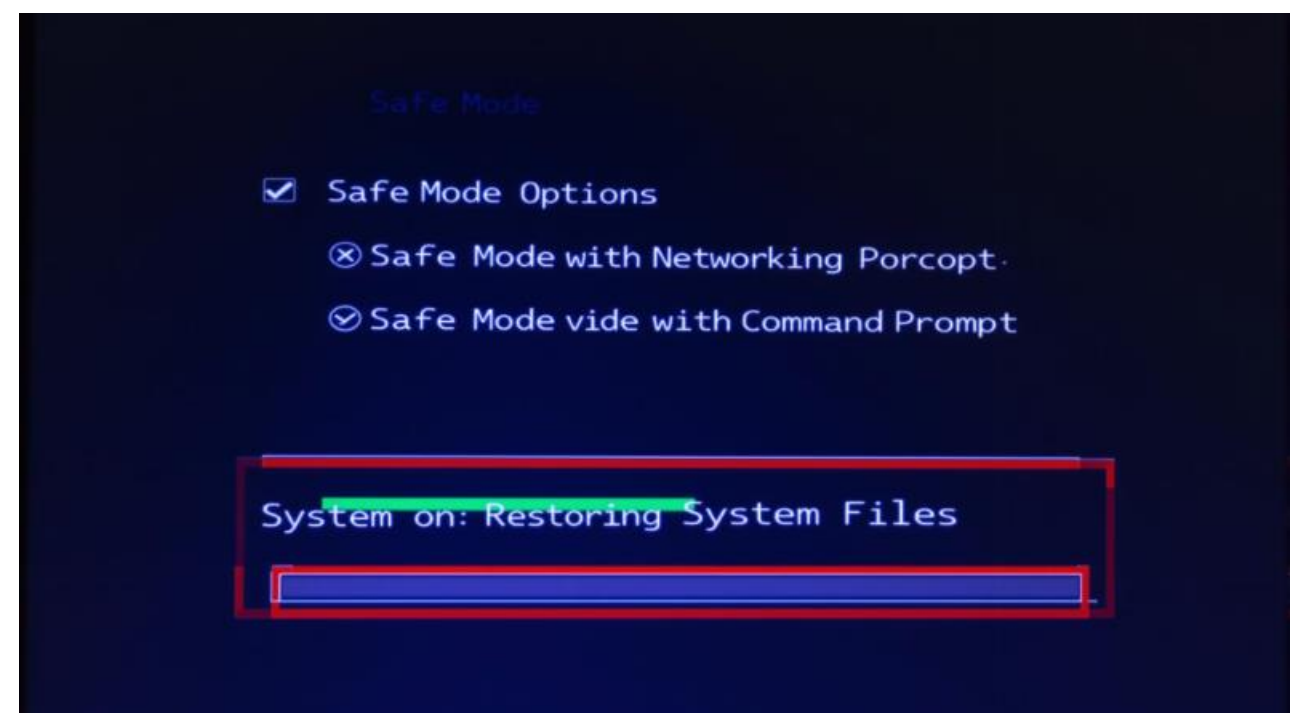 Safe Mode
Safe Mode Options
Safe Mode with Networking Porcopt.
Safe Mode vide with Command Prompt
System on: Restoring System Files